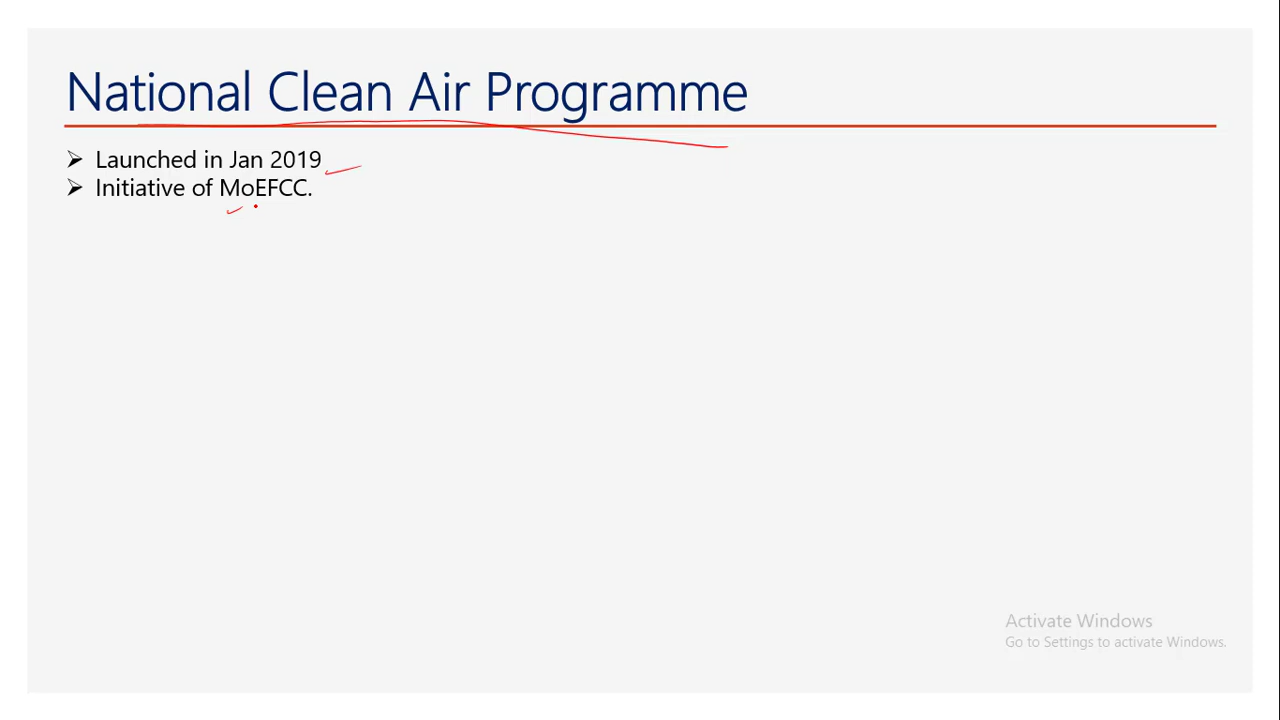 National Clean Air Programme
➢ Launched in Jan 2019
➢ Initiative of MoEFCC.
Activate Windows
Go to Settings to activate Windows.